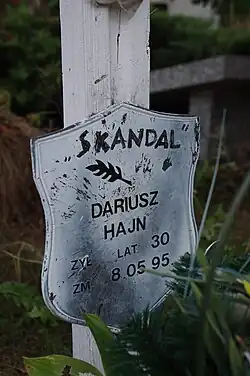 SKANDAL
DARIUSZ
HAJN
ŻYŁ LAT 30
ZM. 8.05 95